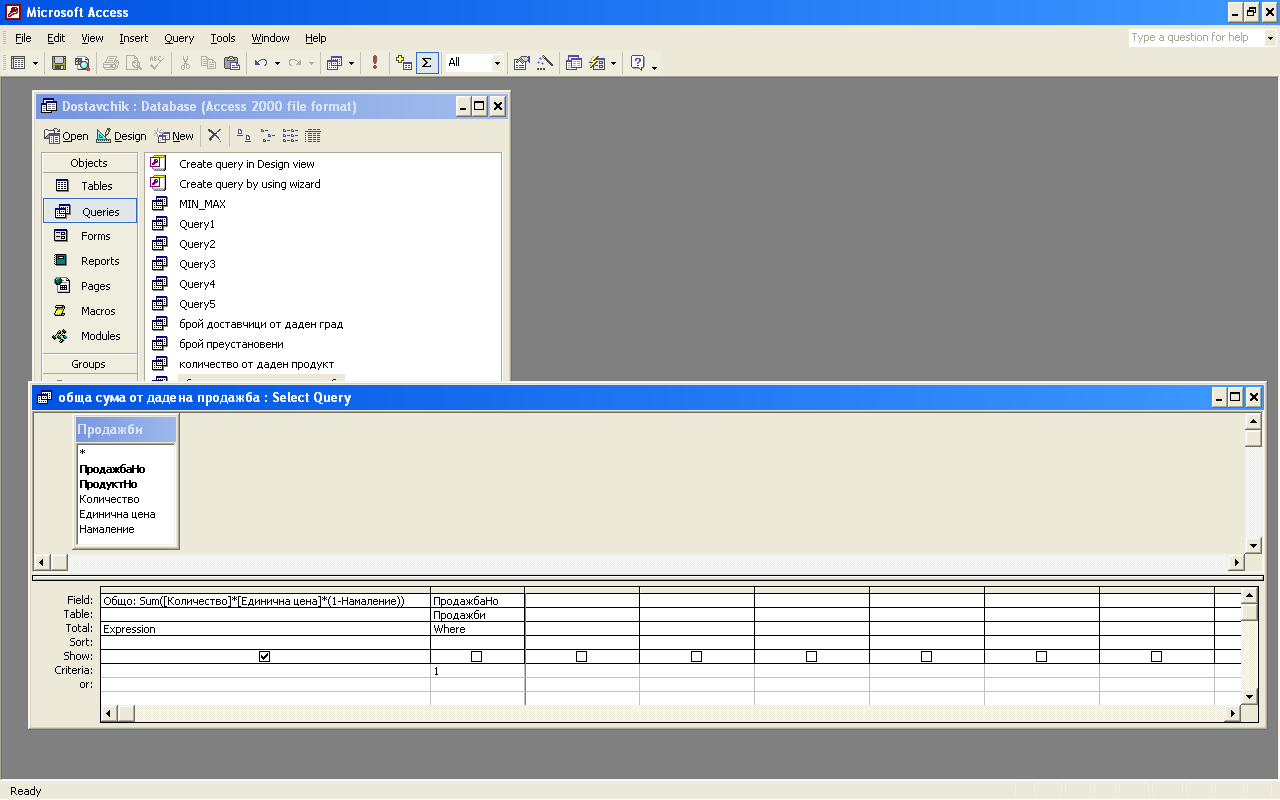 Microsoft Access
File Edit View Insert Query Tools Window Help
Type a question for help
All
Dostavchik : Database (Access 2000 file format)
Open Design New
Objects
Tables
Queries
Forms
Reports
Pages
Macros
Modules
Groups
Create query in Design view
Create query by using wizard
MIN_MAX
Query1
Query2
Query3
Query4
Query5
брой доставчици от даден град
брой преустановени
количество от даден продукт
обща сума от дадена продажба : Select Query
Продажби
*
ПродажбаНо
ПродуктНо
Количество
Единична цена
Намаление
Field: Общо: Sum([Количество]*[Единична цена]*(1-Намаление)) ПродажбаНо
Table: Продажби
Total: Expression Where
Sort:
Show:
Criteria: 1
or:
Ready